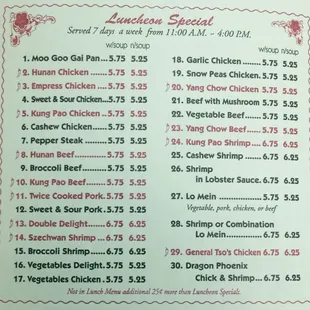 Luncheon Special
Served 7 days a week from 11:00 A.M. - 4:00 P.M.
w/soup n/soup
1. Moo Goo Gai Pan... 5.75 5.25
2. Hunan Chicken........ 5.75 5.25
3. Empress Chicken.... 5.75 5.25
4. Sweet & Sour Chicken... 5.75 5.25
5. Kung Pao Chicken.... 5.75 5.25
6. Cashew Chicken...... 5.75 5.25
7. Pepper Steak........... 5.75 5.25
8. Hunan Beef.............. 5.75 5.25
9. Broccoli Beef............ 5.75 5.25
10. Kung Pao Beef......... 5.75 5.25
11. Twice Cooked Pork.. 5.75 5.25
12. Sweet & Sour Pork. 5.75 5.25
13. Double Delight......... 6.75 6.25
14. Szechwan Shrimp... 6.75 6.25
15. Broccoli Shrimp....... 6.75 6.25
16. Vegetables Delight. 5.75 5.25
17. Vegetables Chicken 5.75 5.25
w/soup n/soup
18. Garlic Chicken.......... 5.75 5.25
19. Snow Peas Chicken. 5.75 5.25
20. Yang Chow Chicken 5.75 5.25
21. Beef with Mushroom 5.75 5.25
22. Vegetable Beef........ 5.75 5.25
23. Yang Chow Beef...... 5.75 5.25
24. Kung Pao Shrimp.... 6.75 6.25
25. Cashew Shrimp....... 6.75 6.25
26. Shrimp
in Lobster Sauce. 6.75 6.25
27. Lo Mein.................... 5.75 5.25
Vegetable, pork, chicken, or beef
28. Shrimp or Combination
Lo Mein................ 6.75 6.25
29. General Tso's Chicken 6.75 6.25
30. Dragon Phoenix
Chick & Shrimp... 6.75 6.25
Not in Lunch Menu additional 25¢ more than Luncheon Specials.